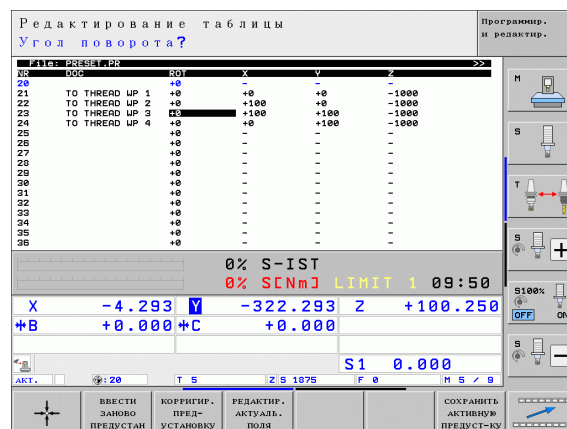 Редактирование таблицы
Угол поворота?
Программир.
и редактир.
File: PRESET.PR >>
NR DOC ROT X Y Z
20 +0 - - -
21 TO THREAD WP 1 +0 +0 +0 -1000
22 TO THREAD WP 2 +0 +100 +0 -1000
23 TO THREAD WP 3 +0 +100 +100 -1000
24 TO THREAD WP 4 +0 +0 +100 -1000
25 +0 - - -
26 +0 - - -
27 +0 - - -
28 +0 - - -
29 +0 - - -
30 +0 - - -
31 +0 - - -
32 +0 - - -
33 +0 - - -
34 +0 - - -
35 +0 - - -
36 +0 - - -
0% S-IST
0% S[Nm] LIMIT 1 09:50
X -4.293 Y -322.293 Z +100.250
B +0.000 C +0.000
S1 0.000
АКТ. :20 T 5 Z S 1875 F 0 M 5 / 9
M
S
T
S +
S100%
OFF ON
S -
ВВЕСТИ
ЗАНОВО
ПРЕДУСТАН
КОРРИГИР.
ПРЕД-
УСТАНОВКУ
РЕДАКТИР.
АКТУАЛЬ.
ПОЛЯ
СОХРАНИТЬ
АКТИВНУЮ
ПРЕДУСТ-КУ